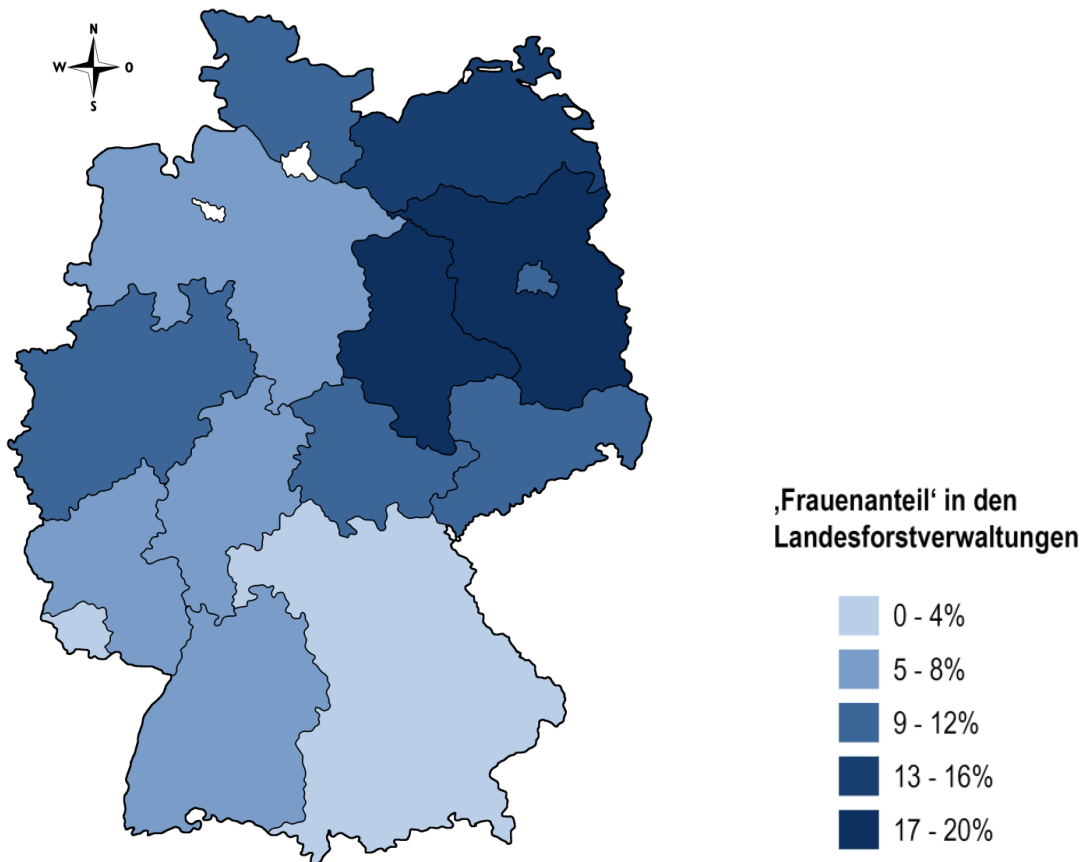 N
W O
S
‚Frauenanteil‘ in den
Landesforstverwaltungen
0 - 4%
5 - 8%
9 - 12%
13 - 16%
17 - 20%